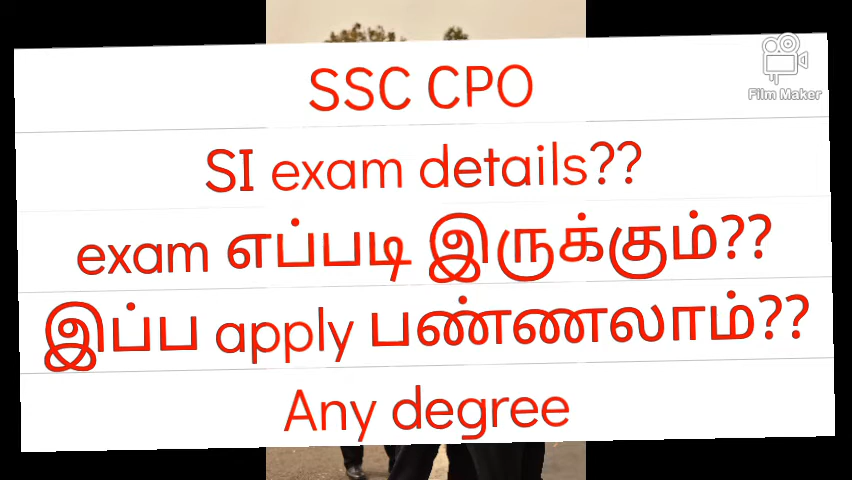 SSC CPO
Film Maker
SI exam details??
exam எப்படி இருக்கும்??
இப்ப apply பண்ணலாம்??
Any degree